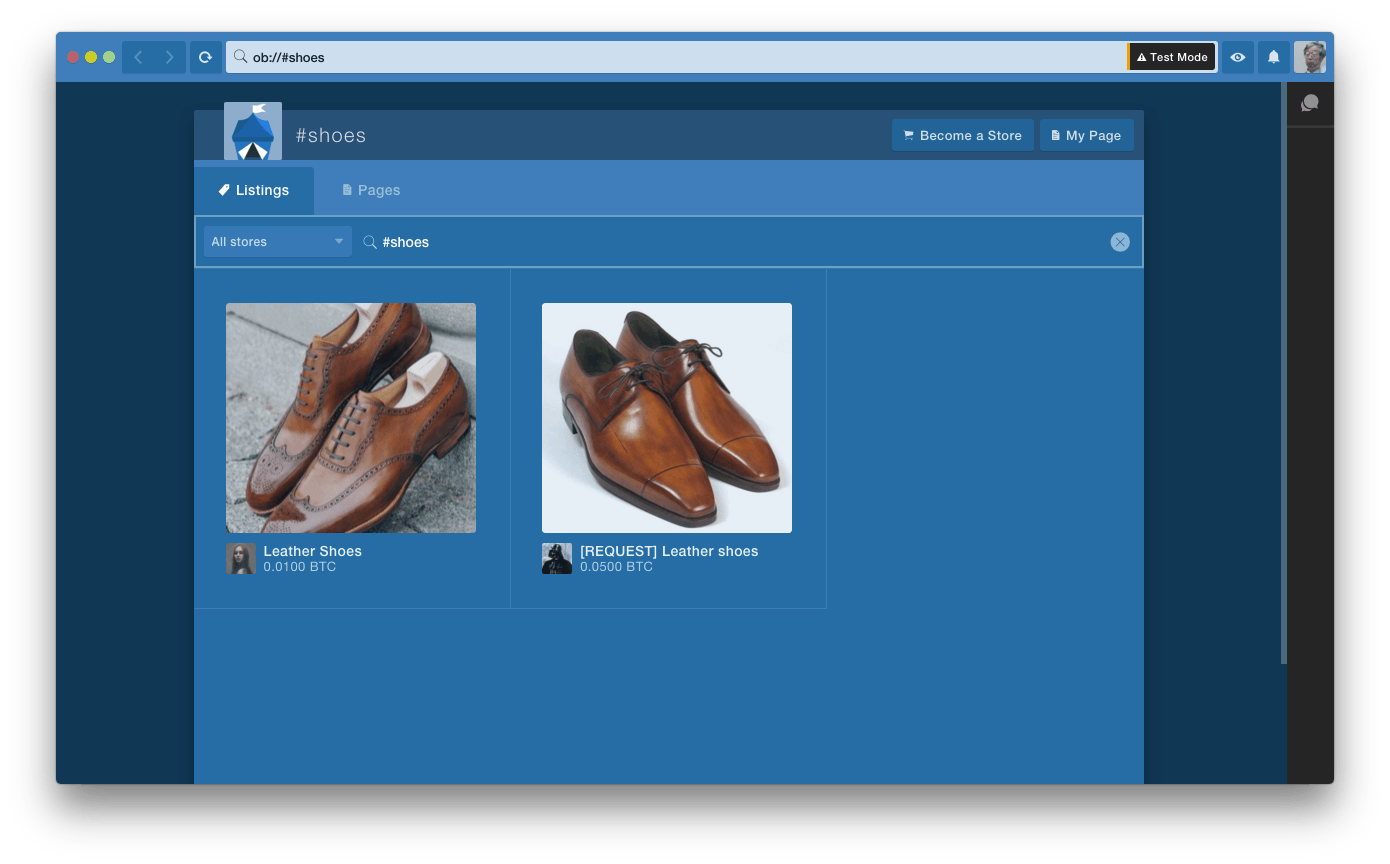 ob://#shoes
Test Mode
#shoes
Become a Store
My Page
Listings
Pages
All stores
#shoes
Leather Shoes
0.0100 BTC
[REQUEST] Leather shoes
0.0500 BTC